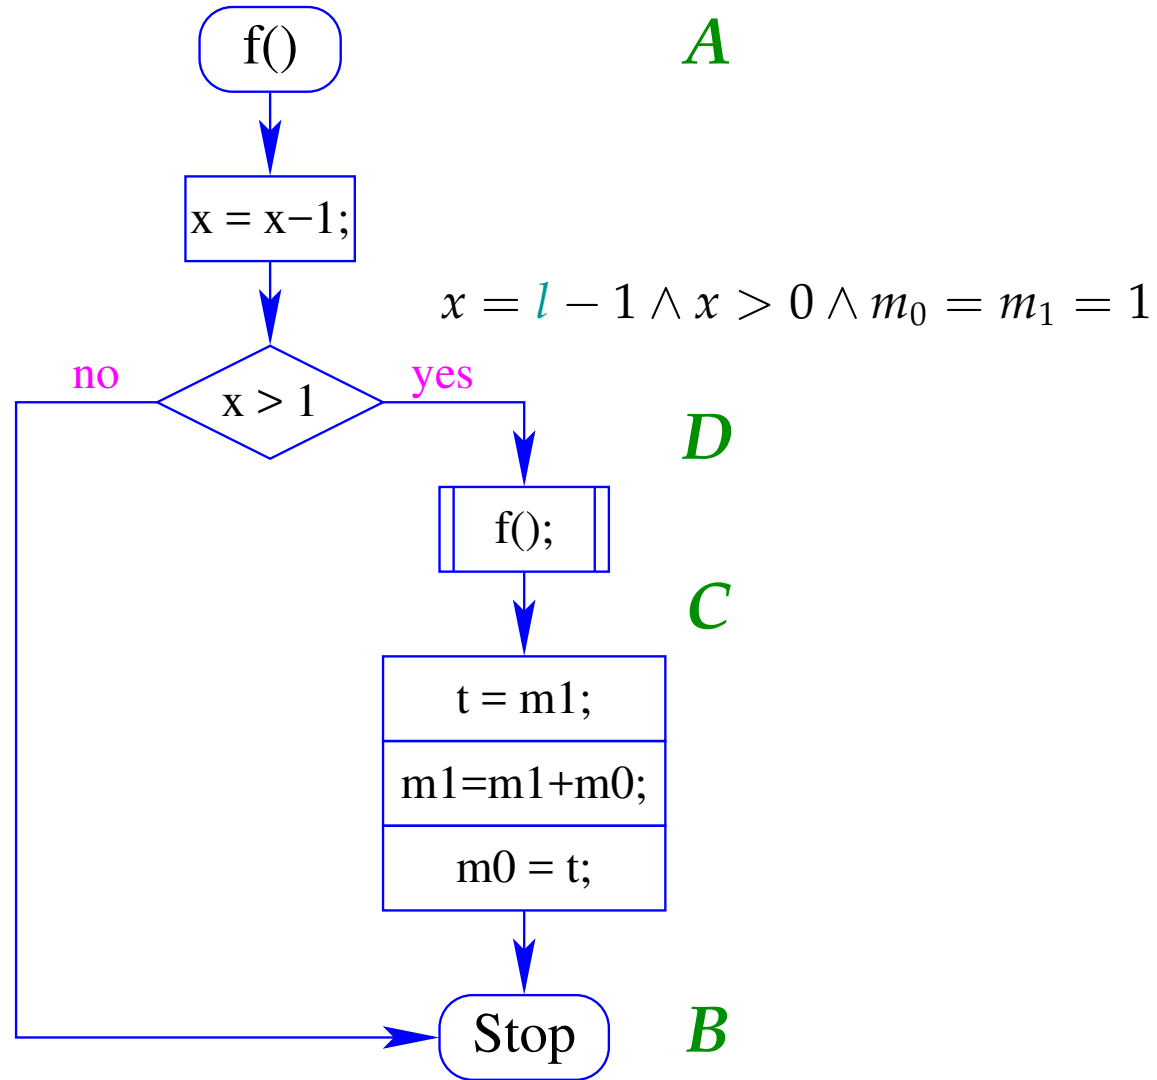 f() A
x = x−1;
x = l − 1 ∧ x > 0 ∧ m₀ = m₁ = 1
no yes
x > 1
D
f();
C
t = m1;
m1=m1+m0;
m0 = t;
Stop B